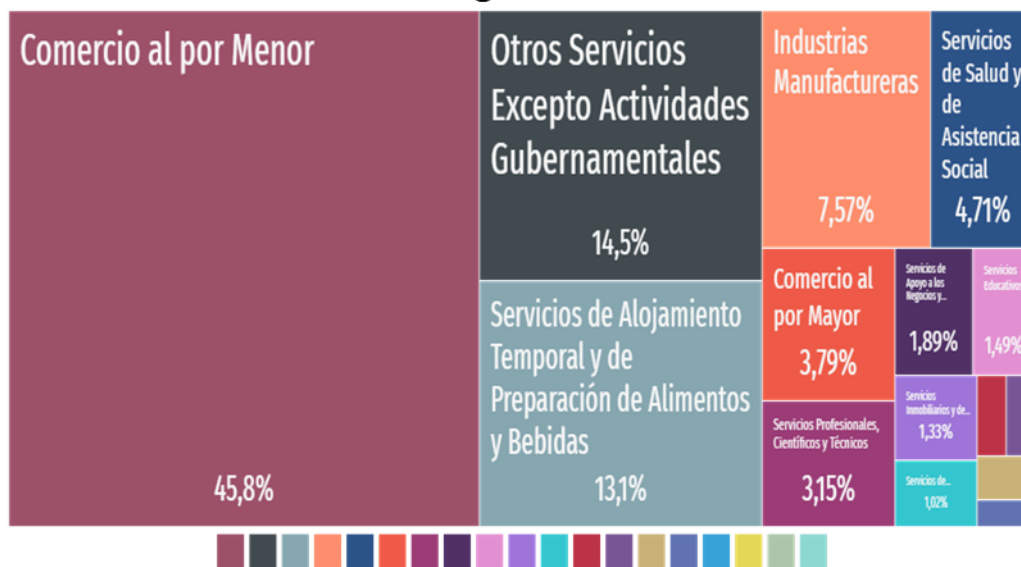 Comercio al por Menor
45,8%
Otros Servicios
Excepto Actividades
Gubernamentales
14,5%
Servicios de Alojamiento
Temporal y de
Preparación de Alimentos
y Bebidas
13,1%
Industrias
Manufactureras
7,57%
Servicios
de Salud y
de
Asistencia
Social
4,71%
Comercio al
por Mayor
3,79%
Servicios Profesionales,
Científicos y Técnicos
3,15%
Servicios de
Apoyo a los
Negocios y...
1,89%
Servicios
Educativos
1,49%
Servicios
Inmobiliarios y de...
1,33%
Servicios de...
1,02%